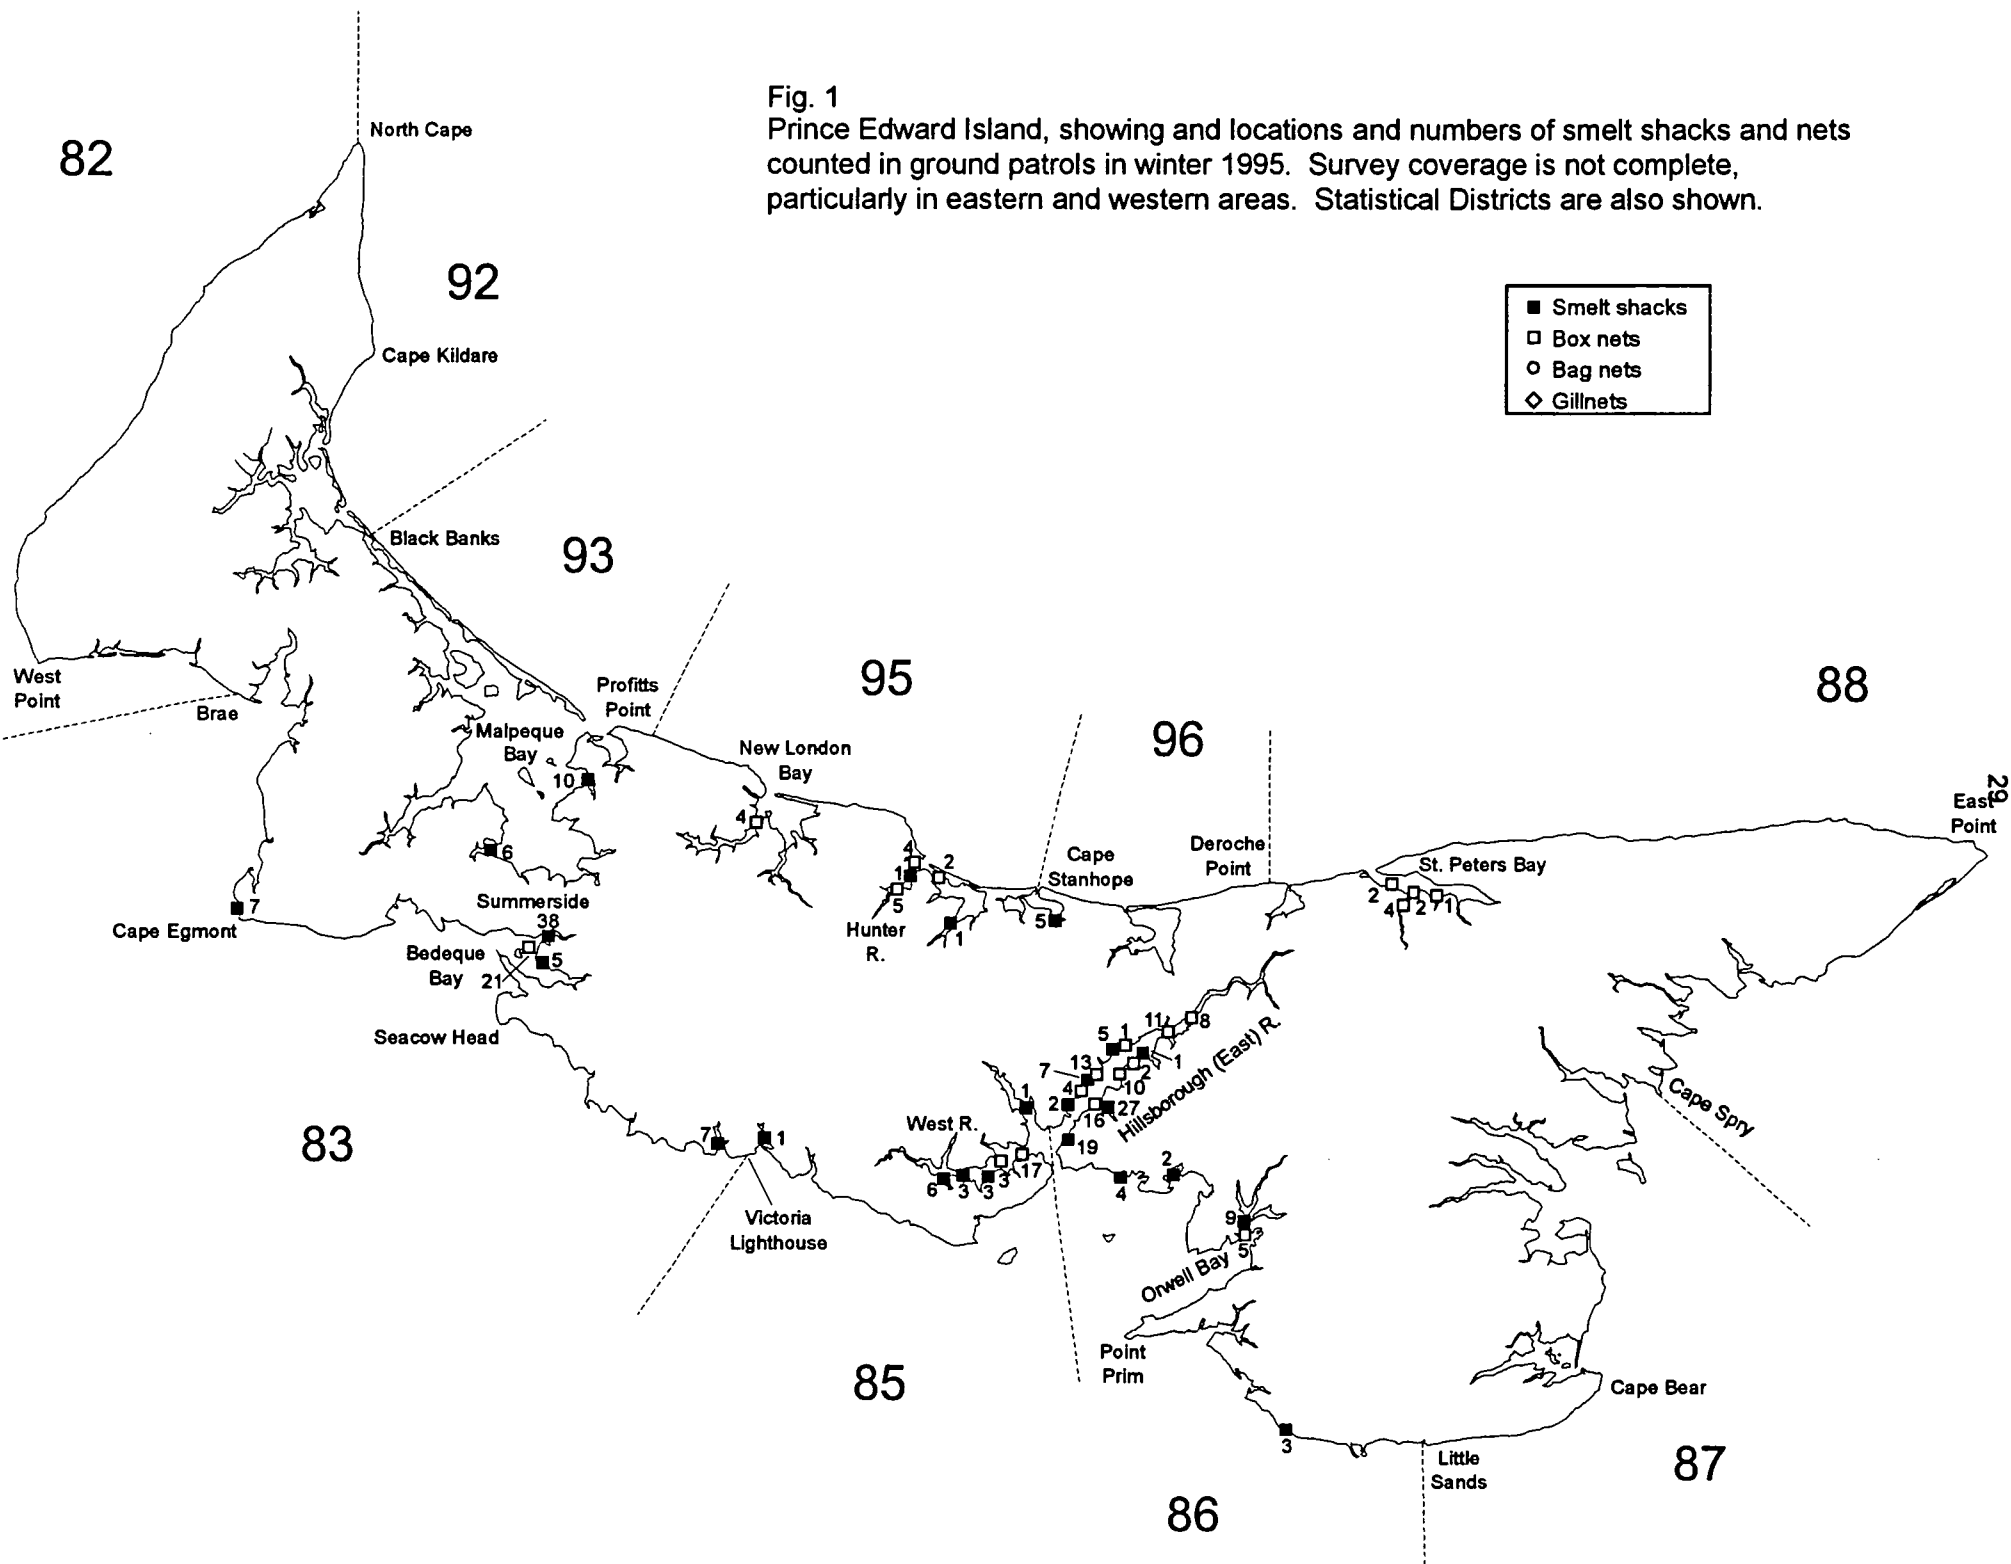 Fig. 1
Prince Edward Island, showing and locations and numbers of smelt shacks and nets
counted in ground patrols in winter 1995. Survey coverage is not complete,
particularly in eastern and western areas. Statistical Districts are also shown.
Smelt shacks
Box nets
Bag nets
Gillnets
82
North Cape
92
Cape Kildare
Black Banks
93
West
Point
Brae
Profitts
Point
95
88
96
Malpeque
Bay
10
New London
Bay
4
29
East
Point
6
Deroche
Point
Cape
Stanhope
St. Peters Bay
2
4
2
1
4
1
2
5
Hunter
R.
1
5
7
Cape Egmont
Summerside
38
Bedeque
Bay
5
21
Seacow Head
83
7
1
Victoria
Lighthouse
West R.
6
3
3
3
17
1
2
4
7
13
5
1
11
8
1
2
10
16
27
19
Hillsborough (East) R.
4
2
9
5
Orwell Bay
Cape Spry
Point
Prim
85
3
Cape Bear
Little
Sands
87
86